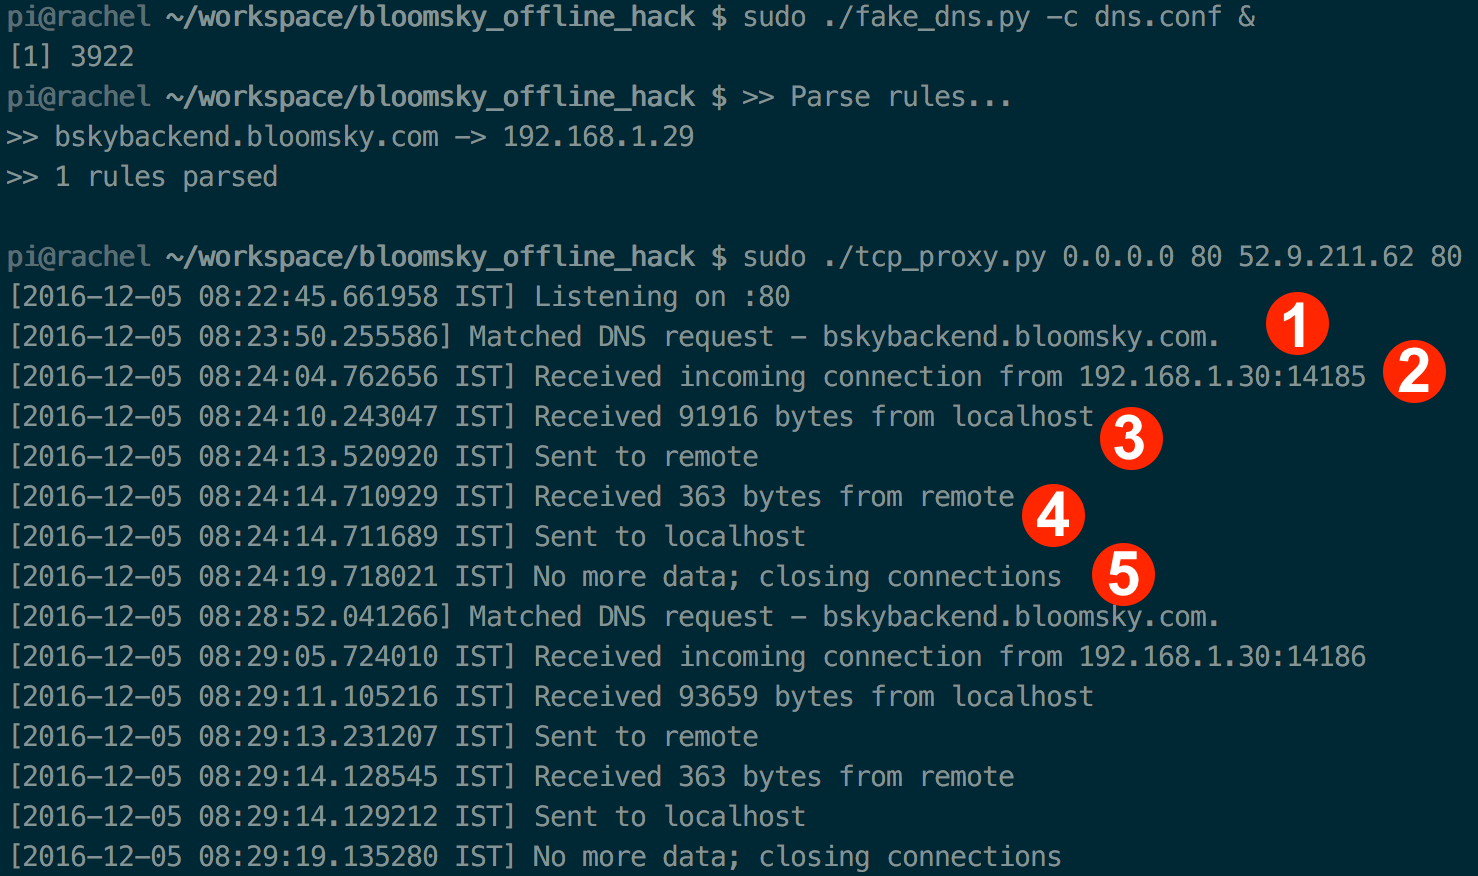 pi@rachel ~/workspace/bloomsky_offline_hack $ sudo ./fake_dns.py -c dns.conf &
[1] 3922
pi@rachel ~/workspace/bloomsky_offline_hack $ >> Parse rules...
>> bskybackend.bloomsky.com -> 192.168.1.29
>> 1 rules parsed
pi@rachel ~/workspace/bloomsky_offline_hack $ sudo ./tcp_proxy.py 0.0.0.0 80 52.9.211.62 80
[2016-12-05 08:22:45.661958 IST] Listening on :80
[2016-12-05 08:23:50.255586] Matched DNS request - bskybackend.bloomsky.com. 1
[2016-12-05 08:24:04.762656 IST] Received incoming connection from 192.168.1.30:14185 2
[2016-12-05 08:24:10.243047 IST] Received 91916 bytes from localhost 3
[2016-12-05 08:24:13.520920 IST] Sent to remote
[2016-12-05 08:24:14.710929 IST] Received 363 bytes from remote 4
[2016-12-05 08:24:14.711689 IST] Sent to localhost
[2016-12-05 08:24:19.718021 IST] No more data; closing connections 5
[2016-12-05 08:28:52.041266] Matched DNS request - bskybackend.bloomsky.com.
[2016-12-05 08:29:05.724010 IST] Received incoming connection from 192.168.1.30:14186
[2016-12-05 08:29:11.105216 IST] Received 93659 bytes from localhost
[2016-12-05 08:29:13.231207 IST] Sent to remote
[2016-12-05 08:29:14.128545 IST] Received 363 bytes from remote
[2016-12-05 08:29:14.129212 IST] Sent to localhost
[2016-12-05 08:29:19.135280 IST] No more data; closing connections